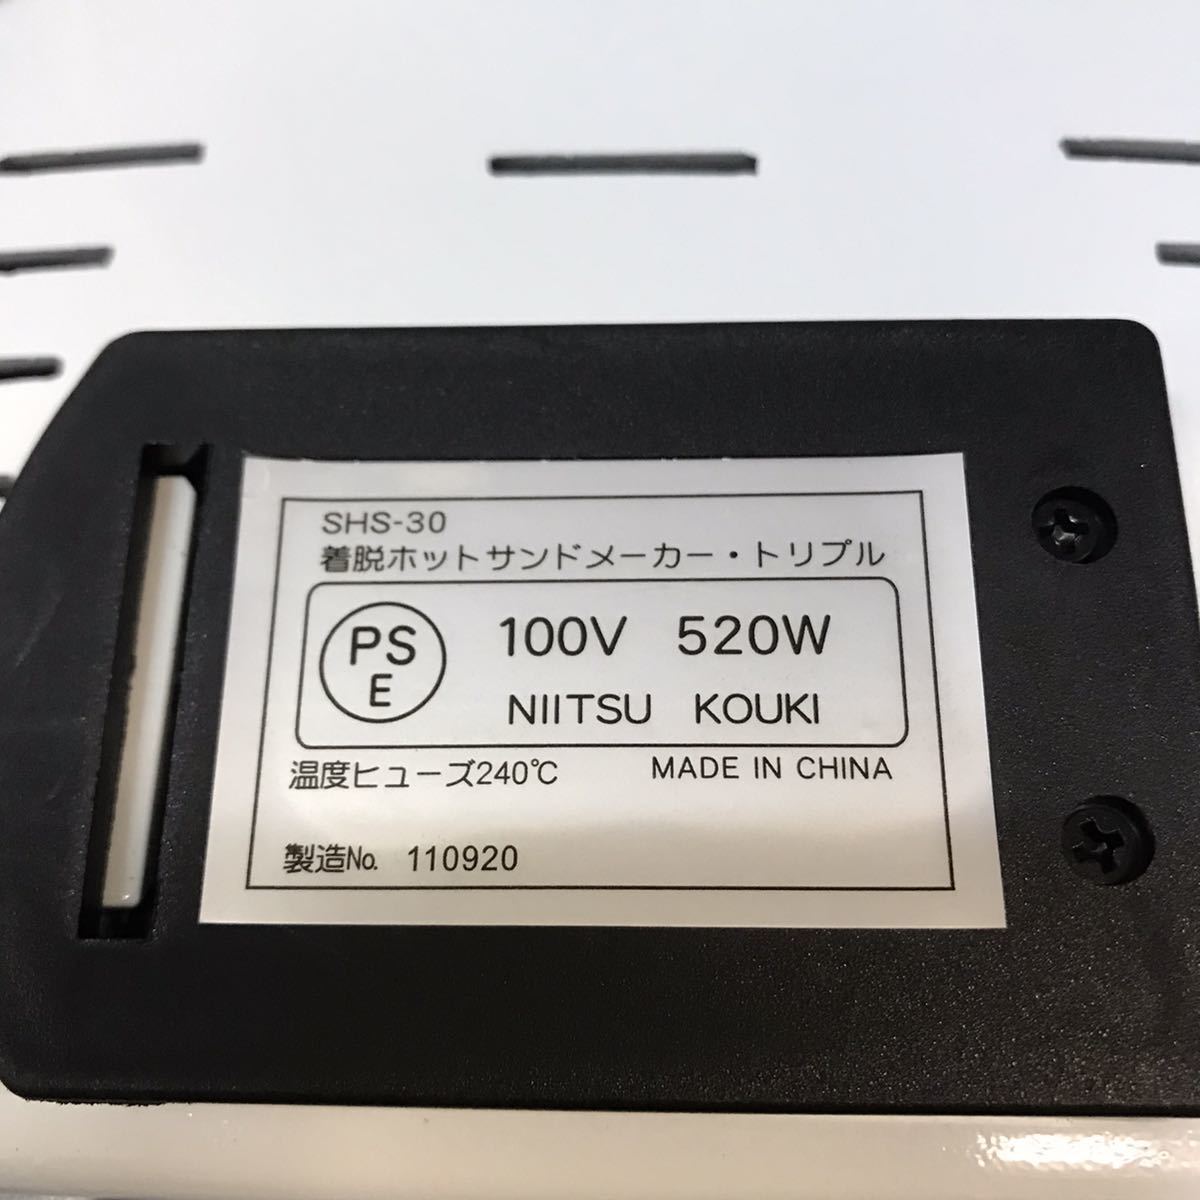 SHS-30
着脱ホットサンドメーカー・トリプル
PS
E
100V 520W
NIITSU KOUKI
温度ヒューズ240℃ MADE IN CHINA
製造No. 110920